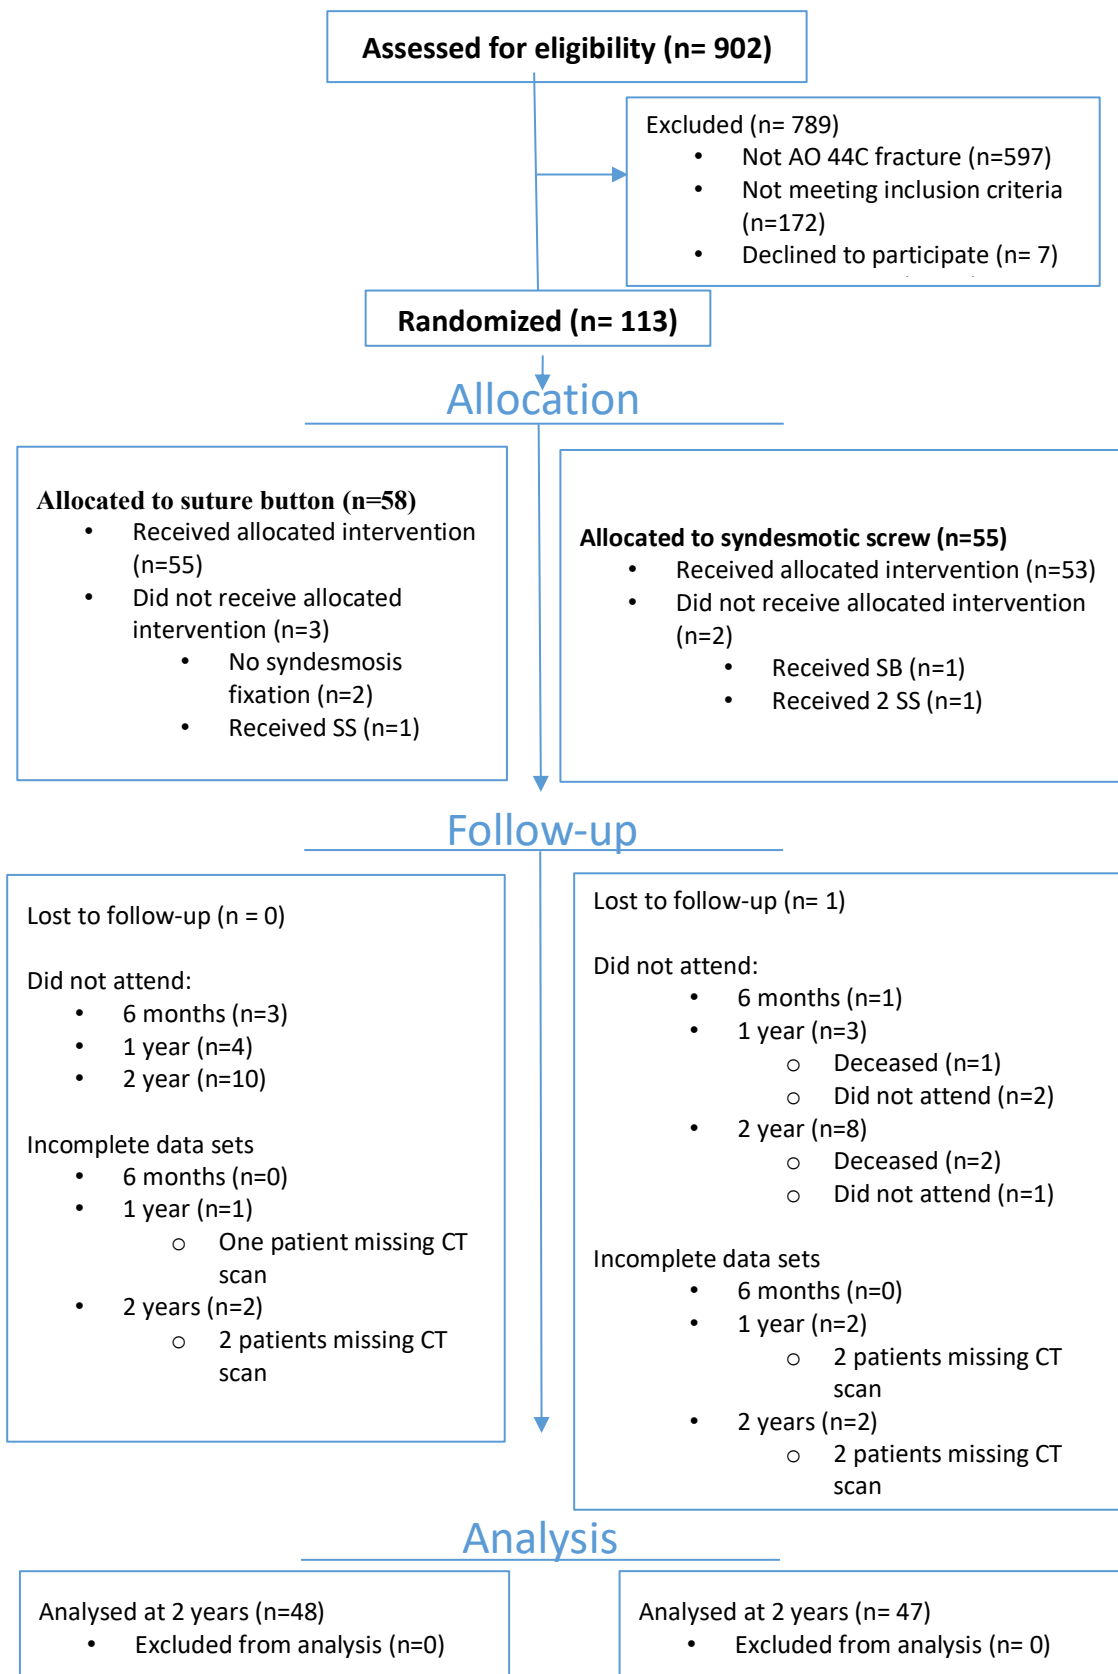 Assessed for eligibility (n= 902)
Excluded (n= 789)
• Not AO 44C fracture (n=597)
• Not meeting inclusion criteria
(n=172)
• Declined to participate (n= 7)
Randomized (n= 113)
Allocation
Allocated to suture button (n=58)
• Received allocated intervention
(n=55)
• Did not receive allocated
intervention (n=3)
• No syndesmosis
fixation (n=2)
• Received SS (n=1)
Allocated to syndesmotic screw (n=55)
• Received allocated intervention (n=53)
• Did not receive allocated intervention
(n=2)
• Received SB (n=1)
• Received 2 SS (n=1)
Follow-up
Lost to follow-up (n = 0)
Did not attend:
• 6 months (n=3)
• 1 year (n=4)
• 2 year (n=10)
Incomplete data sets
• 6 months (n=0)
• 1 year (n=1)
o One patient missing CT
scan
• 2 years (n=2)
o 2 patients missing CT
scan
Lost to follow-up (n= 1)
Did not attend:
• 6 months (n=1)
• 1 year (n=3)
o Deceased (n=1)
o Did not attend (n=2)
• 2 year (n=8)
o Deceased (n=2)
o Did not attend (n=1)
Incomplete data sets
• 6 months (n=0)
• 1 year (n=2)
o 2 patients missing CT
scan
• 2 years (n=2)
o 2 patients missing CT
scan
Analysis
Analysed at 2 years (n=48)
• Excluded from analysis (n=0)
Analysed at 2 years (n= 47)
• Excluded from analysis (n= 0)